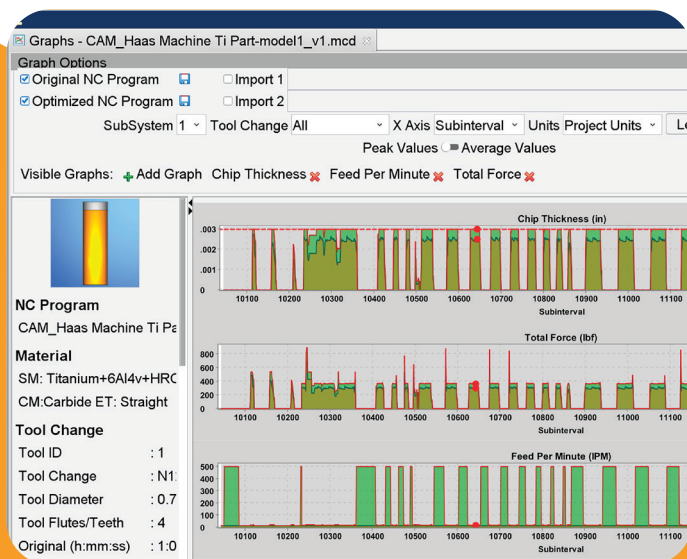 Graphs - CAM_Haas Machine Ti Part-model1_v1.mcd
Graph Options
Original NC Program Import 1
Optimized NC Program Import 2
SubSystem 1 Tool Change All X Axis Subinterval Units Project Units Le
Peak Values Average Values
Visible Graphs: Add Graph Chip Thickness Feed Per Minute Total Force
NC Program
CAM_Haas Machine Ti Pa
Material
SM: Titanium+6Al4v+HRC
CM:Carbide ET: Straight
Tool Change
Tool ID : 1
Tool Change : N1:
Tool Diameter : 0.7
Tool Flutes/Teeth : 4
Original (h:mm:ss) : 1:0
Chip Thickness (in)
.003
.002
.001
0
10100 10200 10300 10400 10500 10600 10700 10800 10900 11000 11100
Subinterval
Total Force (lbf)
800
600
400
200
0
10100 10200 10300 10400 10500 10600 10700 10800 10900 11000 11100
Subinterval
Feed Per Minute (IPM)
500
400
300
200
100
0
10100 10200 10300 10400 10500 10600 10700 10800 10900 11000 11100
Subinterval